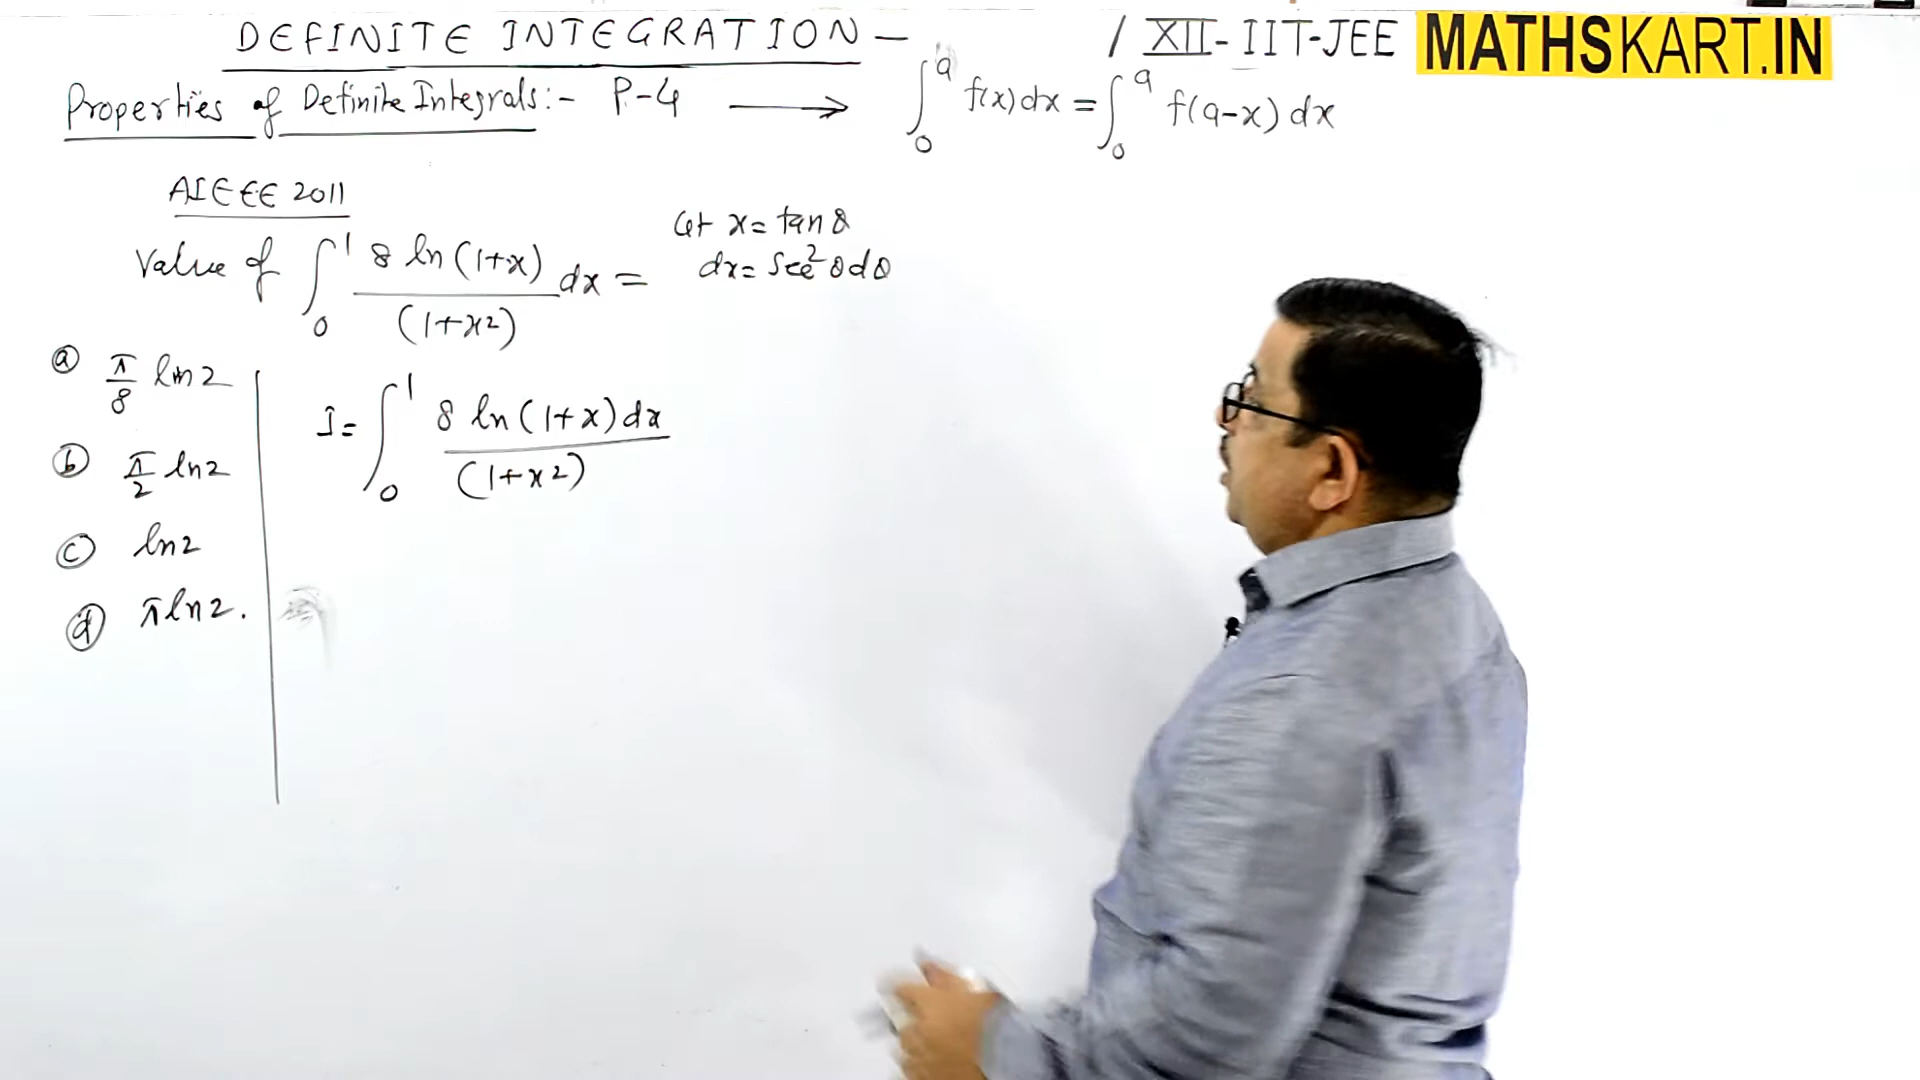 DEFINITE INTEGRATION — / XII-IIT-JEE MATHSKART.IN
Properties of Definite Integrals:- P-4 ⟶ ∫₀ᵃ f(x)dx = ∫₀ᵃ f(a-x) dx
AIEEE 2011
Value of ∫₀¹ 8 ln(1+x)/(1+x²) dx =
Let x = tan θ
dx = sec²θ dθ
(a) π/8 ln2
(b) π/2 ln2
(c) ln2
(d) π ln2.
I = ∫₀¹ 8 ln(1+x)dx/(1+x²)